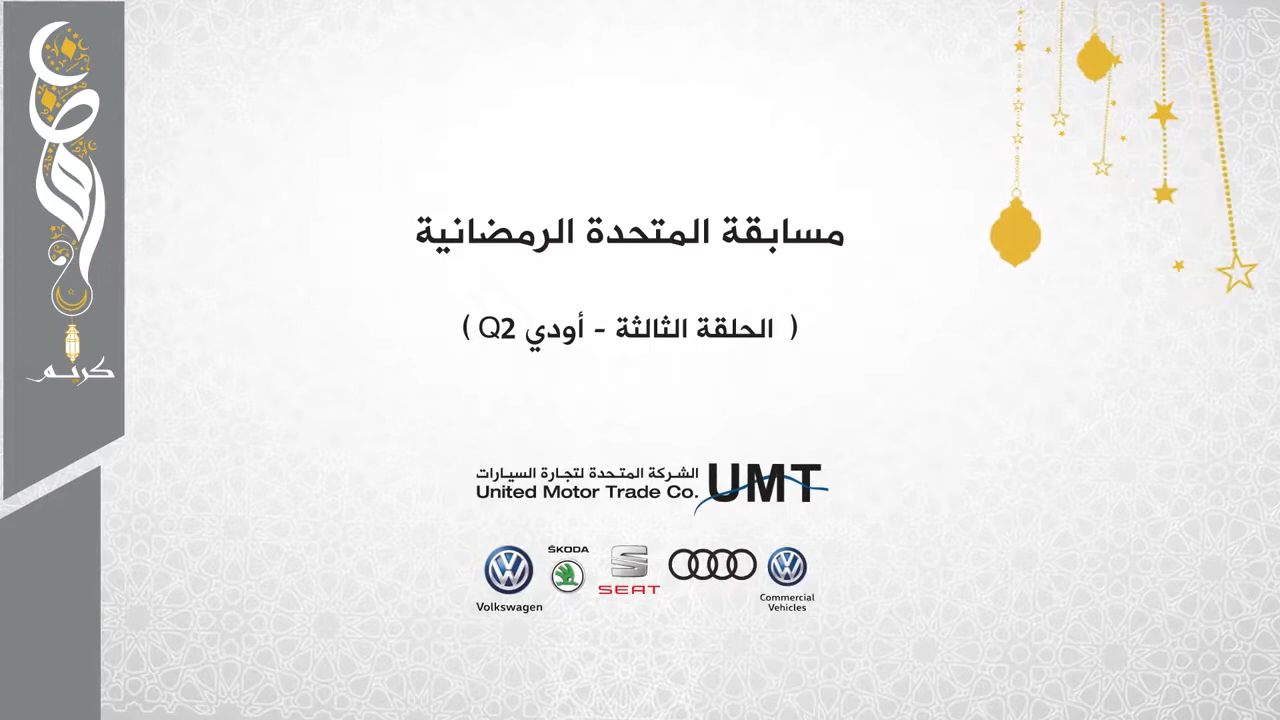 رمضان
كريم
مسابقة المتحدة الرمضانية
( الحلقة الثالثة - أودي Q2 )
الشركة المتحدة لتجارة السيارات
United Motor Trade Co.
UMT
Volkswagen
ŠKODA
SEAT
Commercial
Vehicles